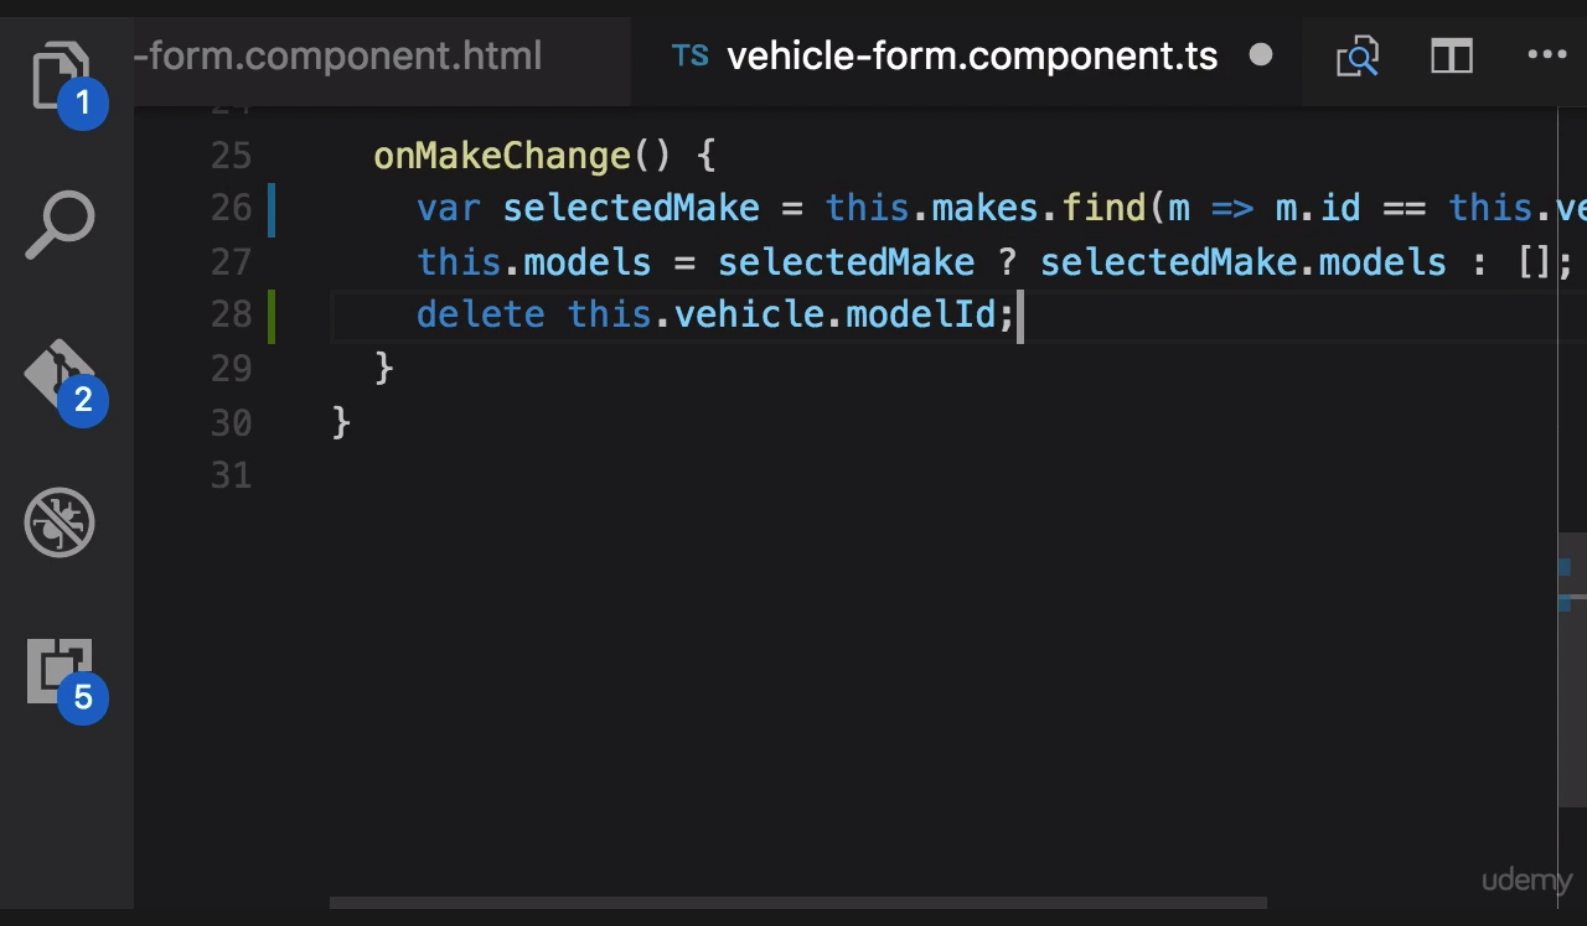 -form.component.html
TS vehicle-form.component.ts
1
25 onMakeChange() {
26 var selectedMake = this.makes.find(m => m.id == this.ve
27 this.models = selectedMake ? selectedMake.models : [];
28 delete this.vehicle.modelId;
29 }
2
30 }
31
5
udemy